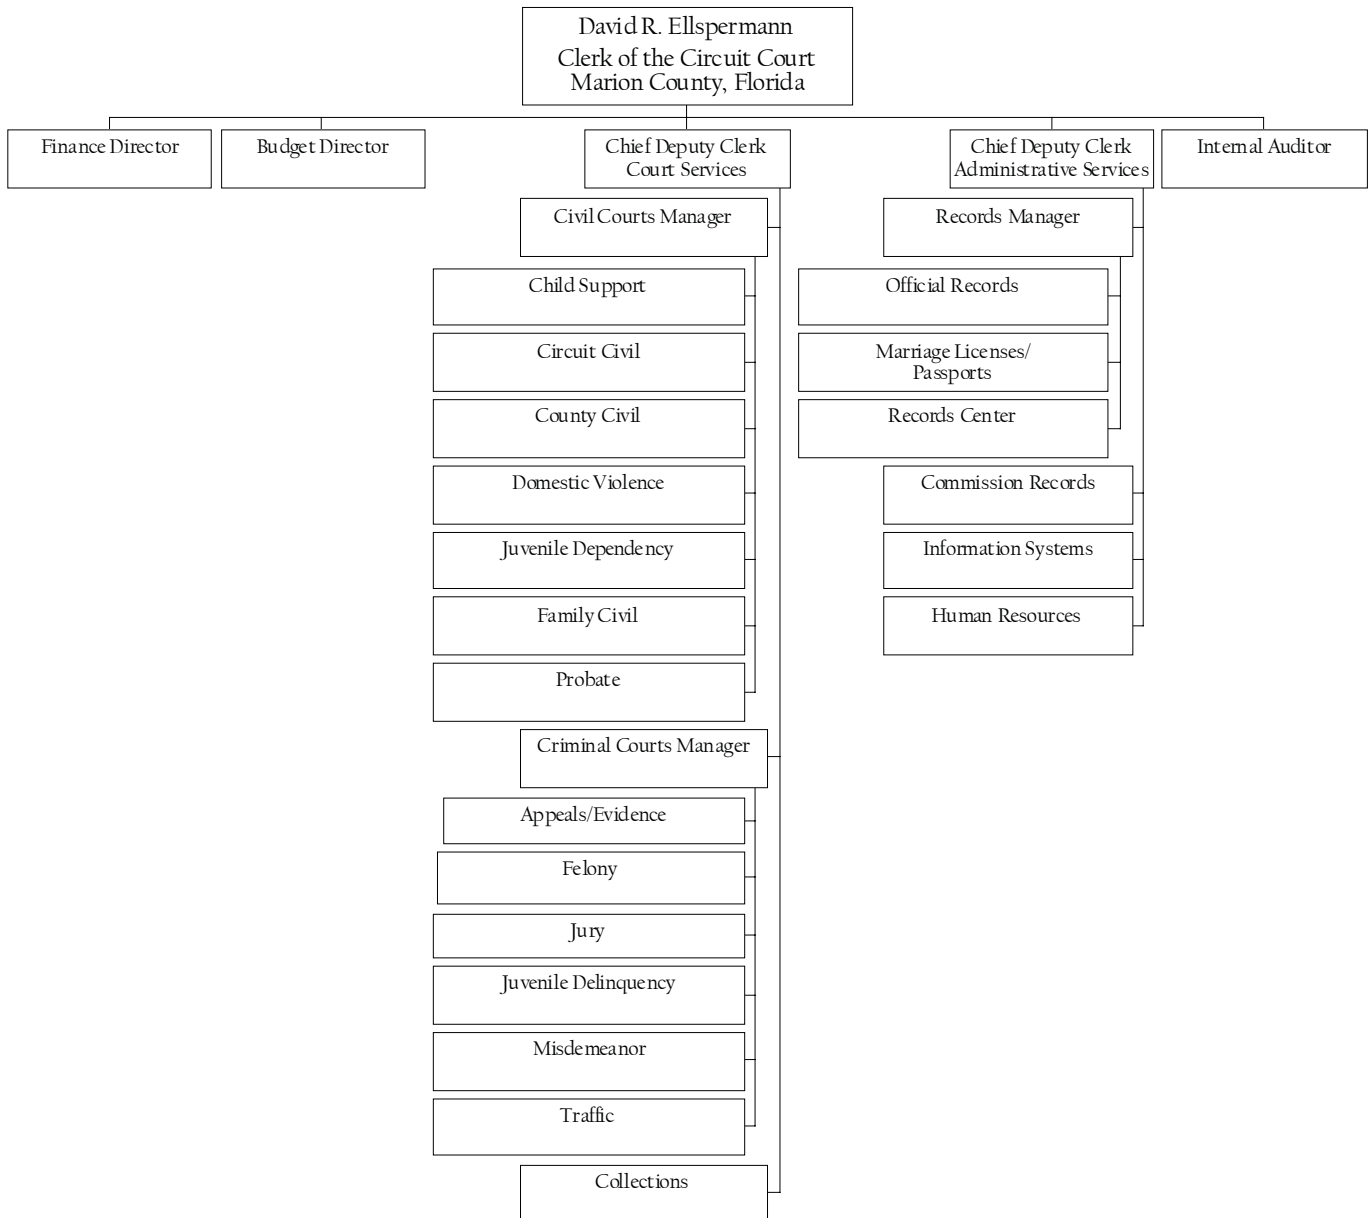 David R. Ellspermann
Clerk of the Circuit Court
Marion County, Florida
Finance Director
Budget Director
Chief Deputy Clerk
Court Services
Chief Deputy Clerk
Administrative Services
Internal Auditor
Civil Courts Manager
Child Support
Circuit Civil
County Civil
Domestic Violence
Juvenile Dependency
Family Civil
Probate
Criminal Courts Manager
Appeals/Evidence
Felony
Jury
Juvenile Delinquency
Misdemeanor
Traffic
Collections
Records Manager
Official Records
Marriage Licenses/
Passports
Records Center
Commission Records
Information Systems
Human Resources